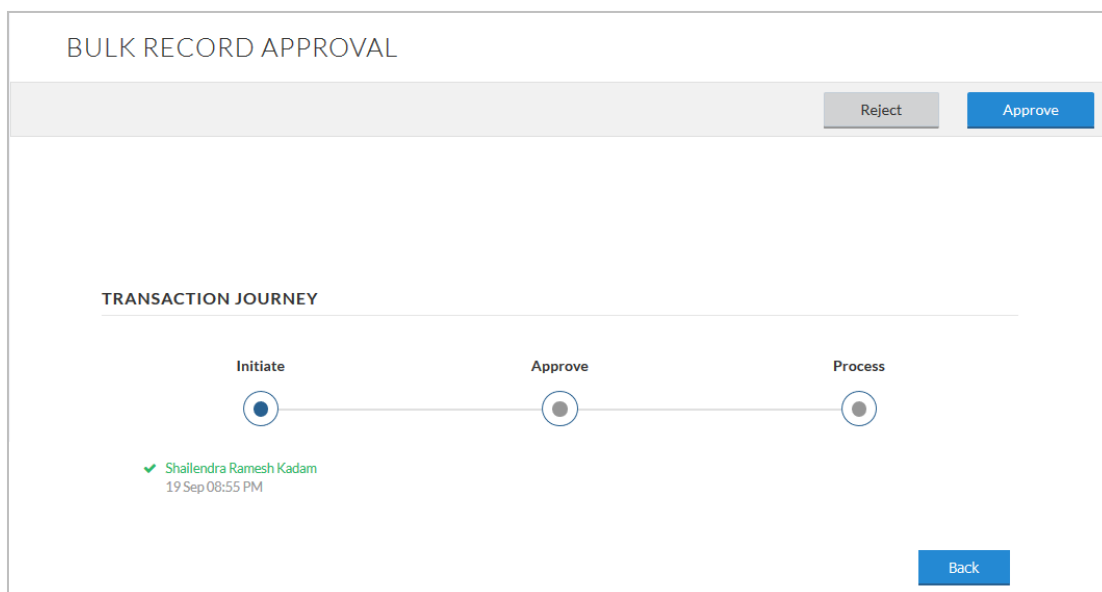 BULK RECORD APPROVAL
Reject Approve
TRANSACTION JOURNEY
Initiate Approve Process
Shailendra Ramesh Kadam
19 Sep 08:55 PM
Back